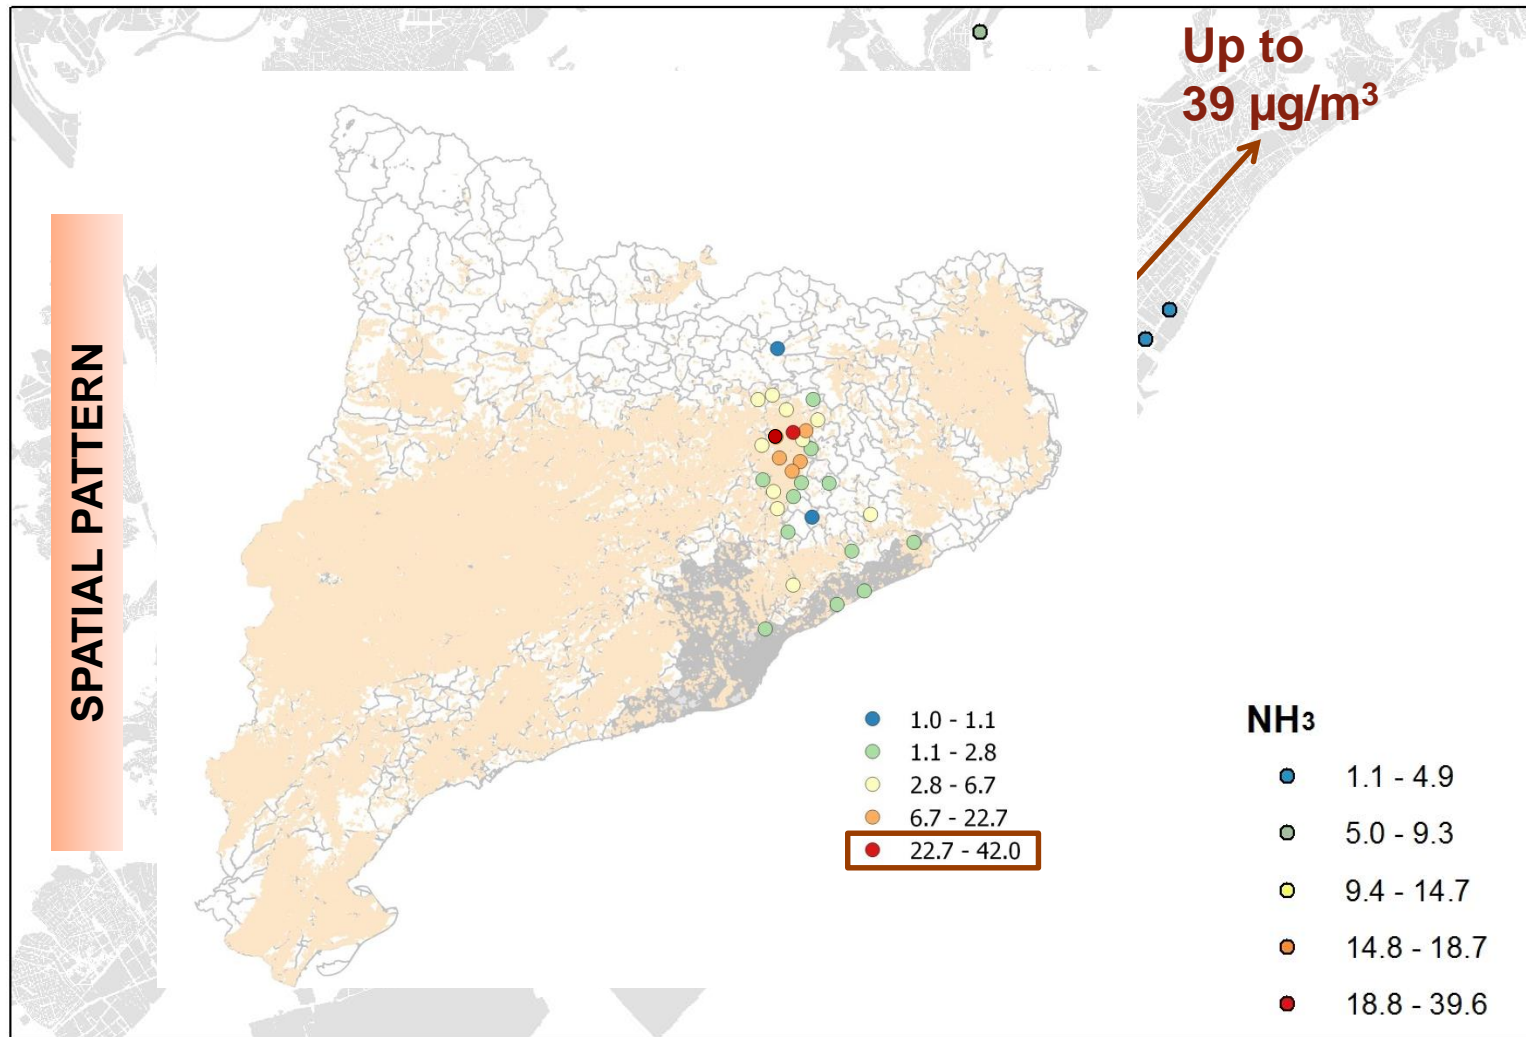 Up to
39 µg/m³
SPATIAL PATTERN
1.0 - 1.1
1.1 - 2.8
2.8 - 6.7
6.7 - 22.7
22.7 - 42.0
NH₃
1.1 - 4.9
5.0 - 9.3
9.4 - 14.7
14.8 - 18.7
18.8 - 39.6